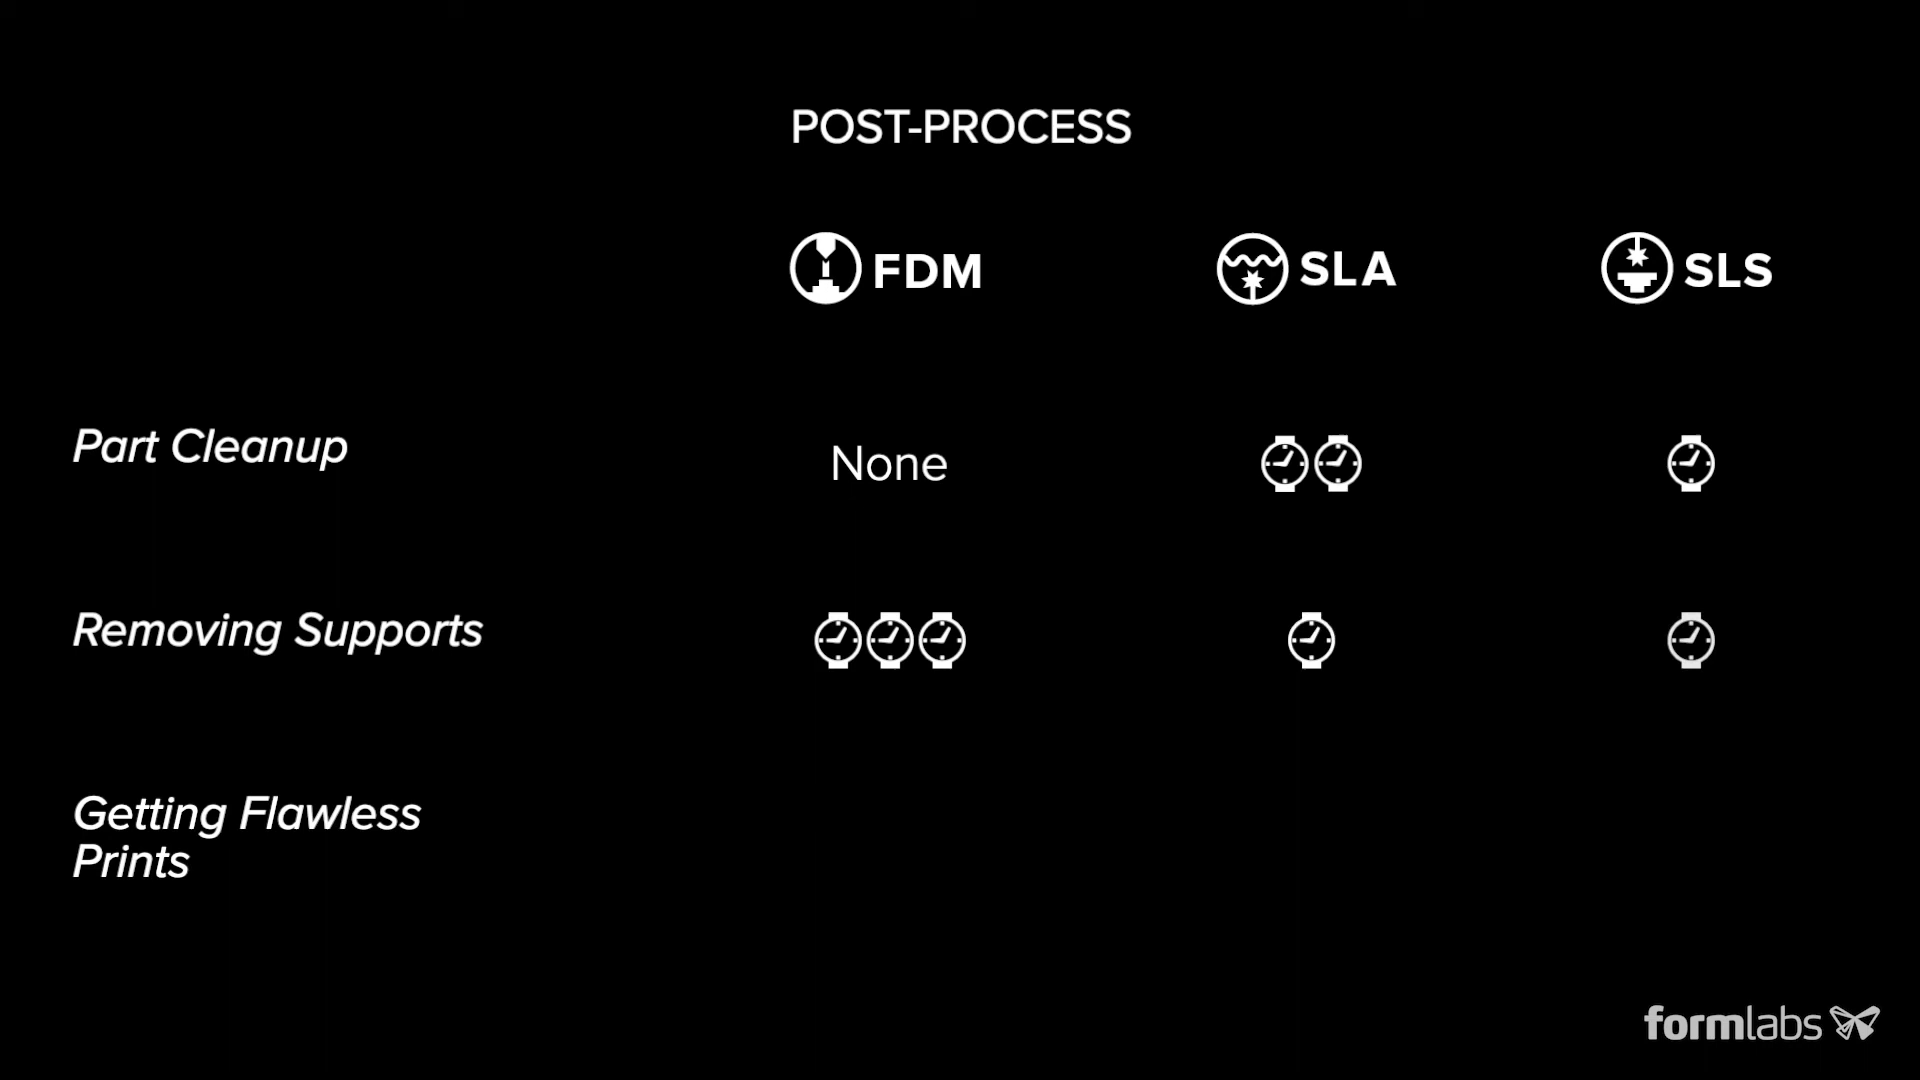 POST-PROCESS
FDM SLA SLS
Part Cleanup None
Removing Supports
Getting Flawless
Prints
formlabs